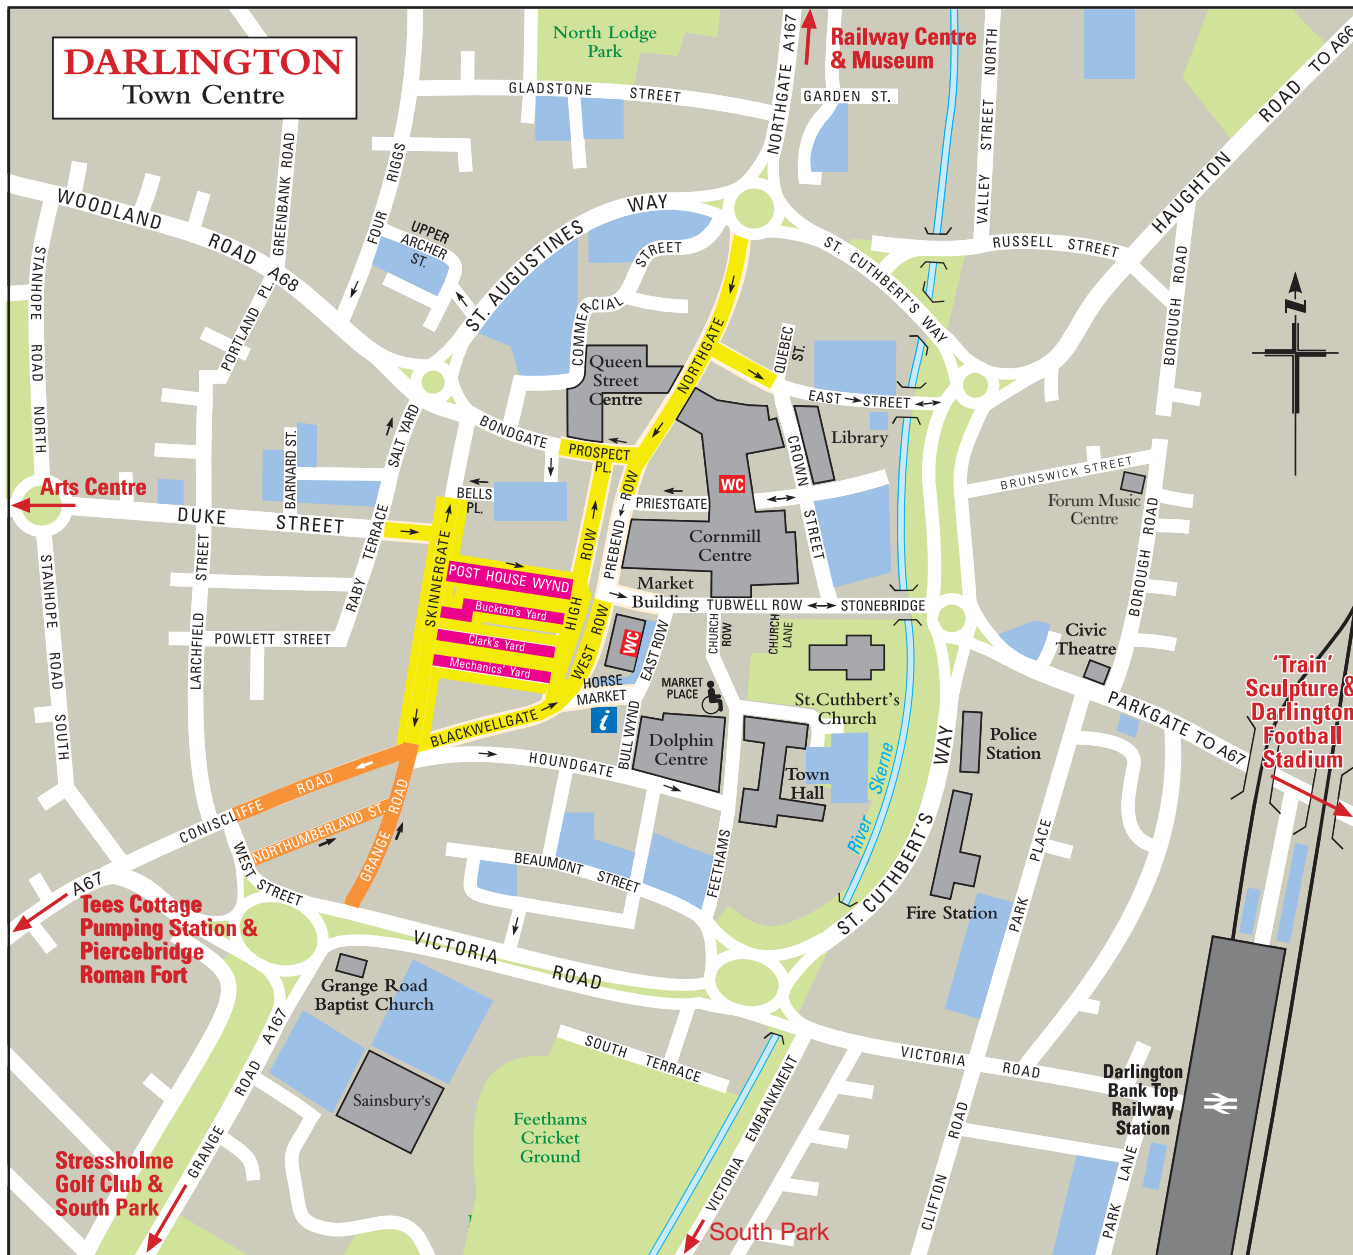 DARLINGTON
Town Centre
North Lodge
Park
NORTHGATE A167
Railway Centre
& Museum
GARDEN ST.
GLADSTONE STREET
VALLEY STREET NORTH
HAUGHTON ROAD TO A66
GREENBANK ROAD
FOUR RIGGS
WOODLAND ROAD A68
UPPER
ARCHER
ST.
ST. AUGUSTINES WAY
COMMERCIAL STREET
ST. CUTHBERT'S WAY
RUSSELL STREET
BOROUGH ROAD
N
STANHOPE ROAD NORTH
PORTLAND PL.
NORTHGATE
QUEBEC
ST.
Queen
Street
Centre
EAST STREET
SALT YARD
BONDGATE
PROSPECT
PL.
Library
CROWN STREET
BARNARD ST.
BRUNSWICK STREET
Forum Music
Centre
Arts Centre
DUKE STREET
BELLS
PL.
WC
PRIESTGATE
PREBEND ROW
Cornmill
Centre
BOROUGH ROAD
RABY TERRACE
SKINNERGATE
HIGH ROW
POST HOUSE WYND
Buckton's Yard
Clark's Yard
Mechanics' Yard
WEST ROW
Market
Building
TUBWELL ROW
STONEBRIDGE
LARCHFIELD STREET
POWLETT STREET
WC
EAST ROW
CHURCH
ROW
CHURCH
LANE
Civic
Theatre
'Train'
Sculpture &
Darlington
Football
Stadium
STANHOPE ROAD SOUTH
HORSE
MARKET
MARKET
PLACE
St.Cuthbert's
Church
PARKGATE TO A67
BLACKWELLGATE
i
BULL WYND
Dolphin
Centre
Town
Hall
River Skerne
Police
Station
HOUNDGATE
CONISCLIFFE ROAD
NORTHUMBERLAND ST.
GRANGE ROAD
WEST STREET
BEAUMONT STREET
FEETHAMS
ST. CUTHBERT'S WAY
Fire Station
PARK PLACE
A67
Tees Cottage
Pumping Station &
Piercebridge
Roman Fort
VICTORIA ROAD
Grange Road
Baptist Church
Sainsbury's
GRANGE ROAD A167
SOUTH TERRACE
VICTORIA ROAD
Darlington
Bank Top
Railway
Station
Feethams
Cricket
Ground
VICTORIA EMBANKMENT
CLIFTON ROAD
PARK LANE
Stressholme
Golf Club &
South Park
South Park